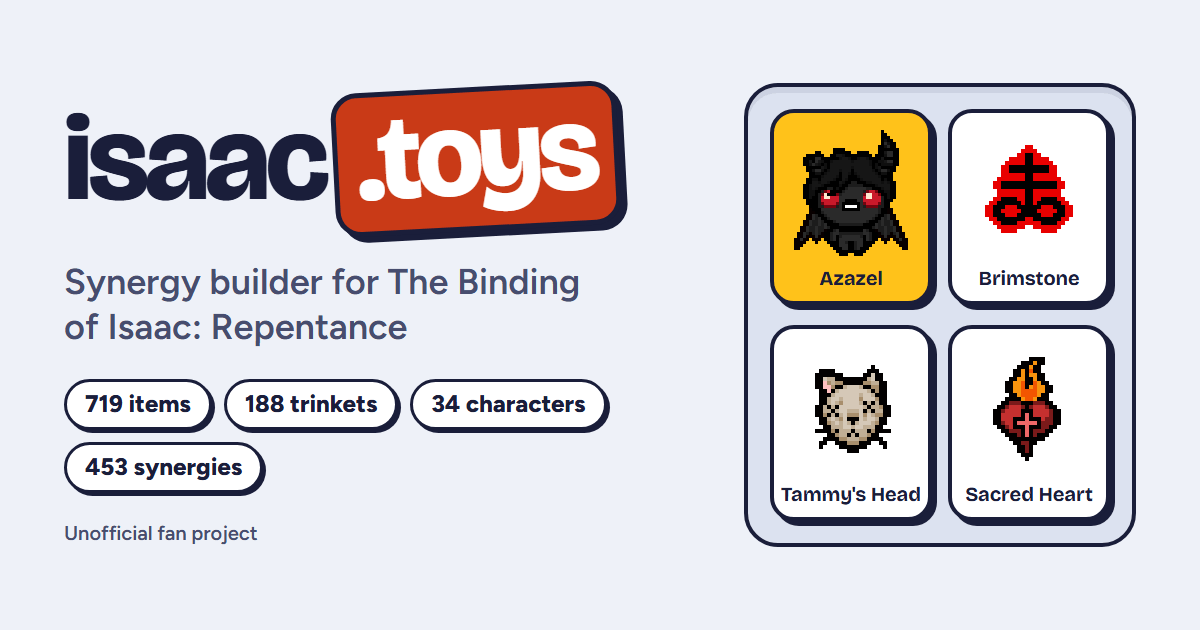 isaac.toys
Synergy builder for The Binding
of Isaac: Repentance
719 items
188 trinkets
34 characters
453 synergies
Unofficial fan project
Azazel
Brimstone
Tammy's Head
Sacred Heart